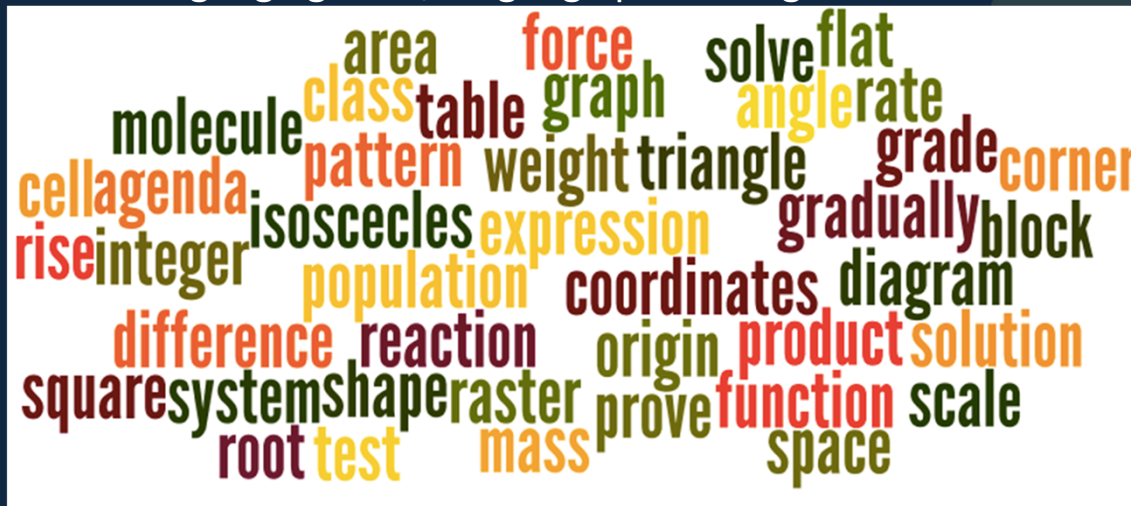 area force solve flat
class table graph angle rate
molecule pattern weight triangle grade corner
cell agenda isoscecles expression gradually block
rise integer population coordinates diagram
difference reaction origin product solution
square system shape raster prove function scale
root test mass space